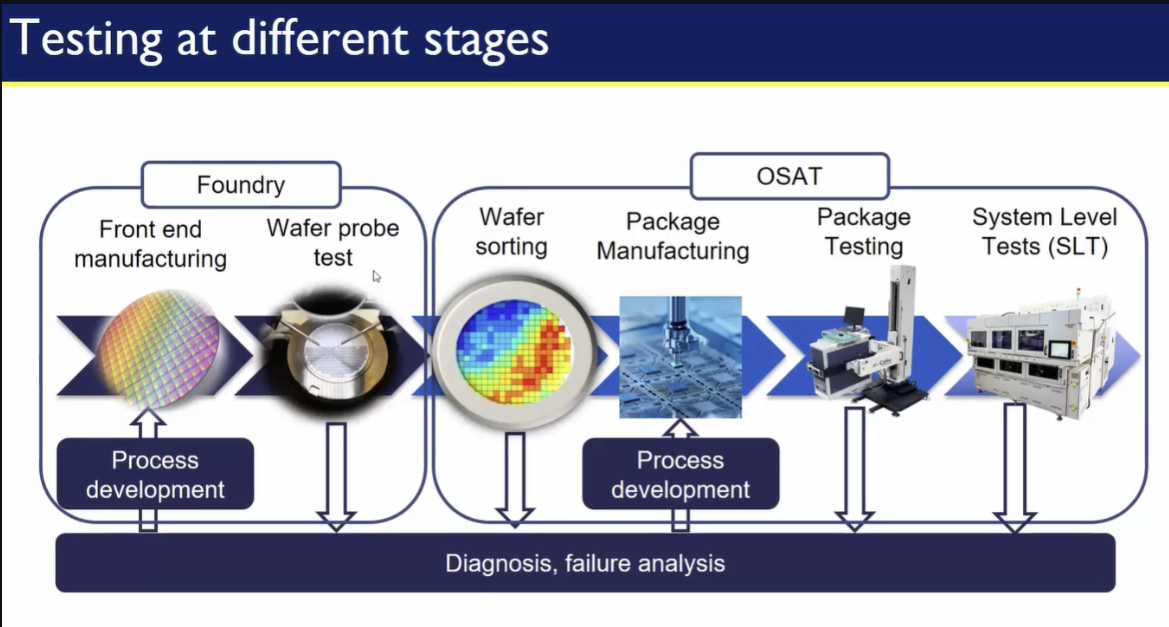 Testing at different stages
Foundry
OSAT
Front end
manufacturing
Wafer probe
test
Wafer
sorting
Package
Manufacturing
Package
Testing
System Level
Tests (SLT)
Process
development
Process
development
Diagnosis, failure analysis